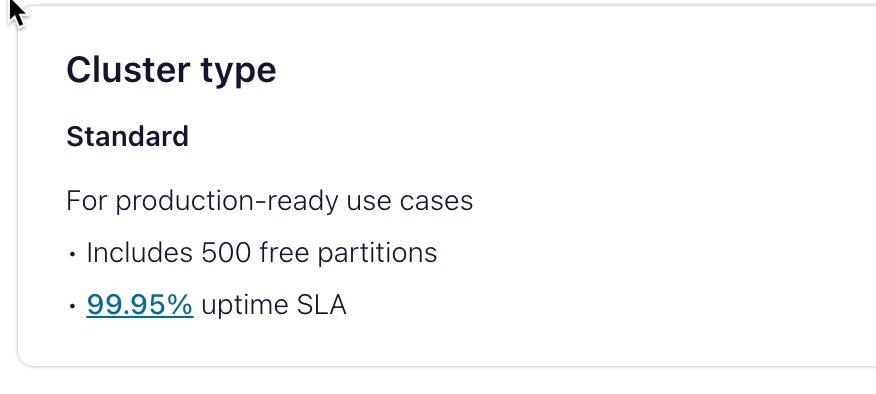 Cluster type
Standard
For production-ready use cases
• Includes 500 free partitions
• 99.95% uptime SLA